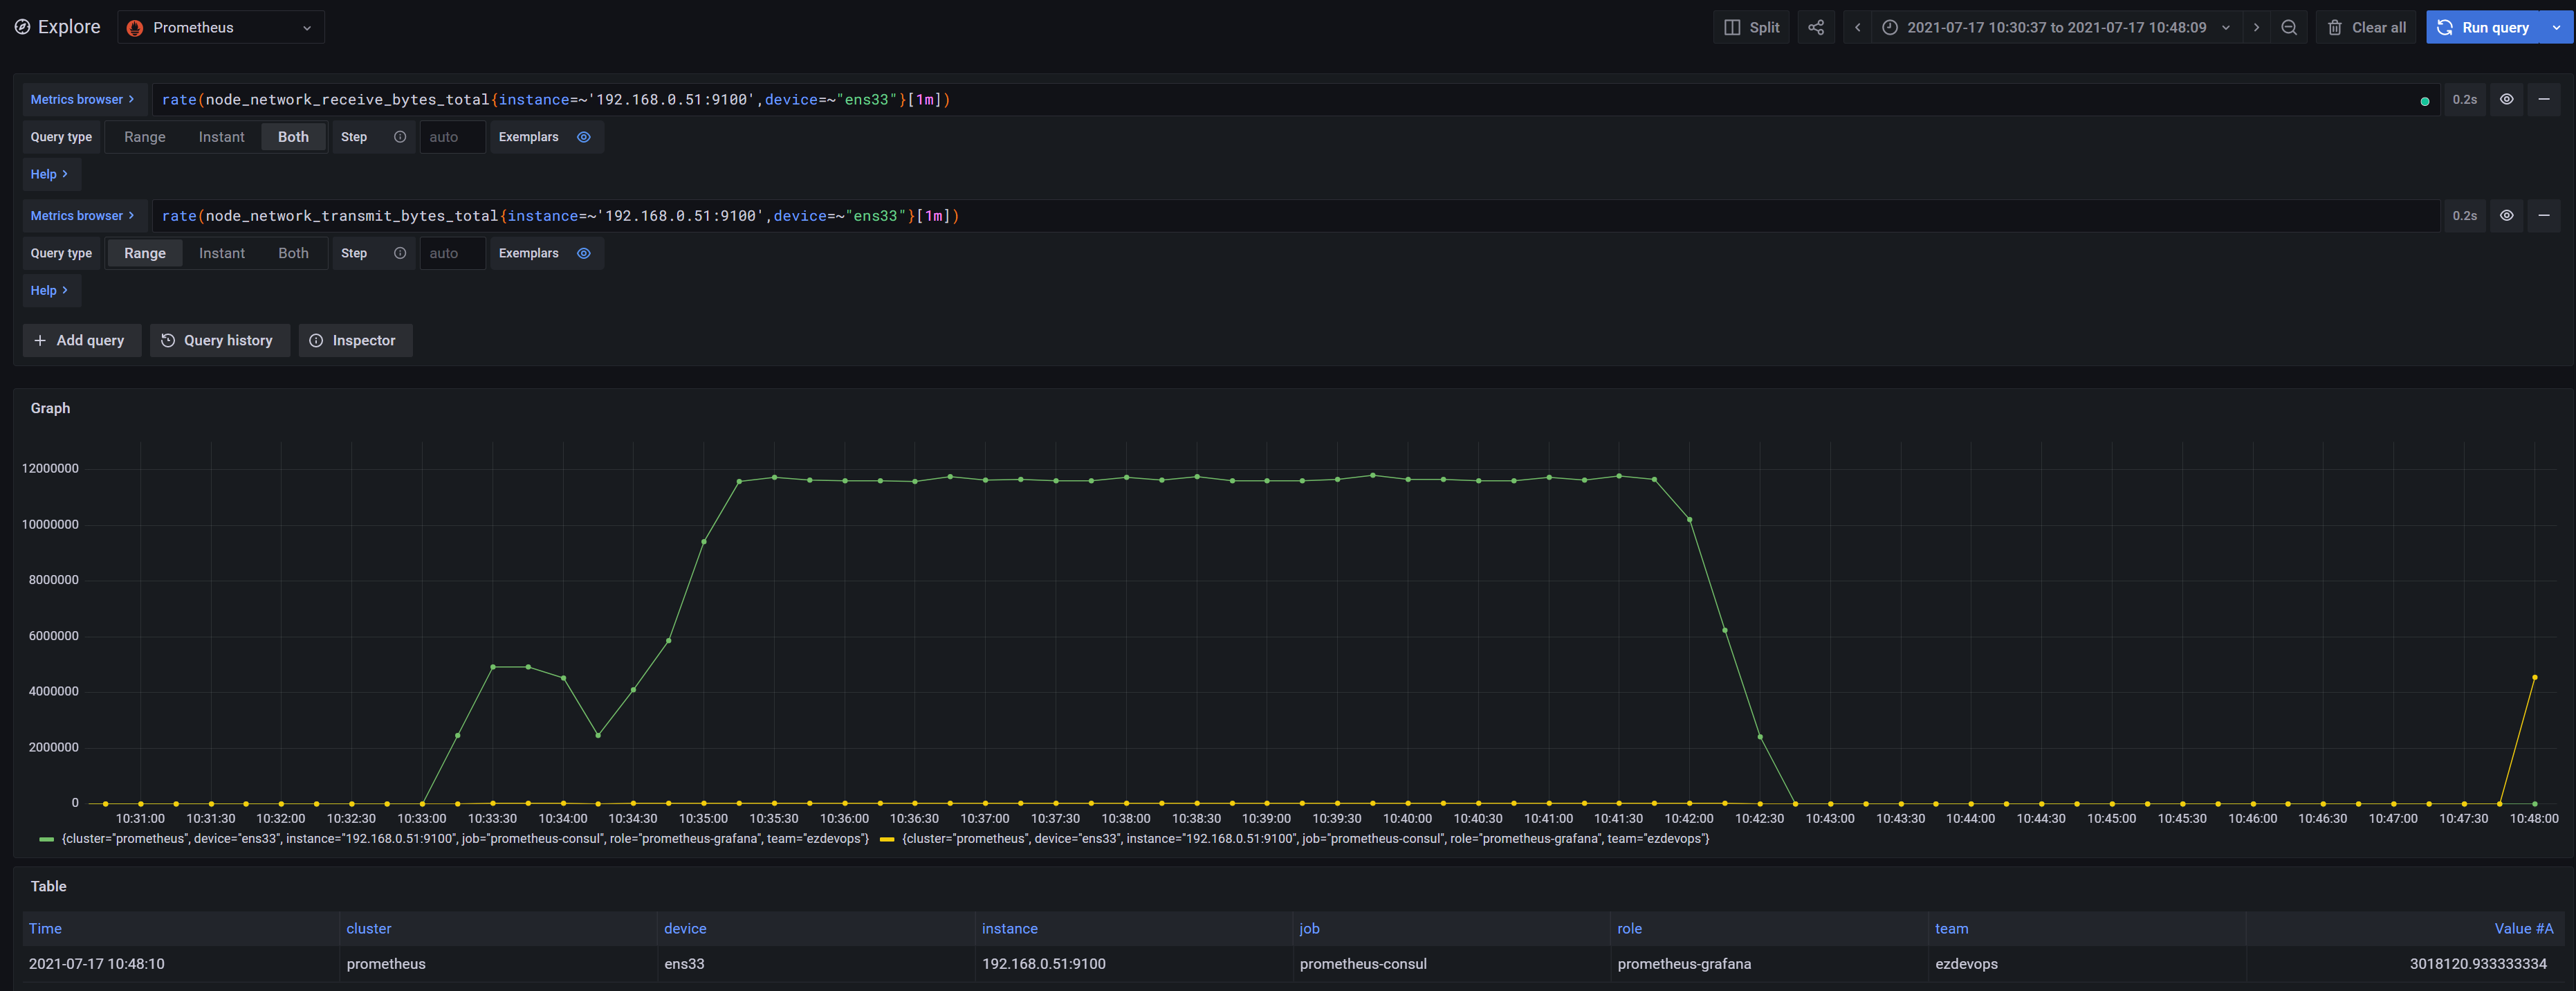 Explore Prometheus Split 2021-07-17 10:30:37 to 2021-07-17 10:48:09 Clear all Run query
Metrics browser > rate(node_network_receive_bytes_total{instance=~'192.168.0.51:9100',device=~"ens33"}[1m]) 0.2s
Query type Range Instant Both Step auto Exemplars
Help >
Metrics browser > rate(node_network_transmit_bytes_total{instance=~'192.168.0.51:9100',device=~"ens33"}[1m]) 0.2s
Query type Range Instant Both Step auto Exemplars
Help >
+ Add query Query history Inspector
Graph
12000000
10000000
8000000
6000000
4000000
2000000
0
10:31:00 10:31:30 10:32:00 10:32:30 10:33:00 10:33:30 10:34:00 10:34:30 10:35:00 10:35:30 10:36:00 10:36:30 10:37:00 10:37:30 10:38:00 10:38:30 10:39:00 10:39:30 10:40:00 10:40:30 10:41:00 10:41:30 10:42:00 10:42:30 10:43:00 10:43:30 10:44:00 10:44:30 10:45:00 10:45:30 10:46:00 10:46:30 10:47:00 10:47:30 10:48:00
{cluster="prometheus", device="ens33", instance="192.168.0.51:9100", job="prometheus-consul", role="prometheus-grafana", team="ezdevops"} {cluster="prometheus", device="ens33", instance="192.168.0.51:9100", job="prometheus-consul", role="prometheus-grafana", team="ezdevops"}
Table
Time cluster device instance job role team Value #A
2021-07-17 10:48:10 prometheus ens33 192.168.0.51:9100 prometheus-consul prometheus-grafana ezdevops 3018120.933333334